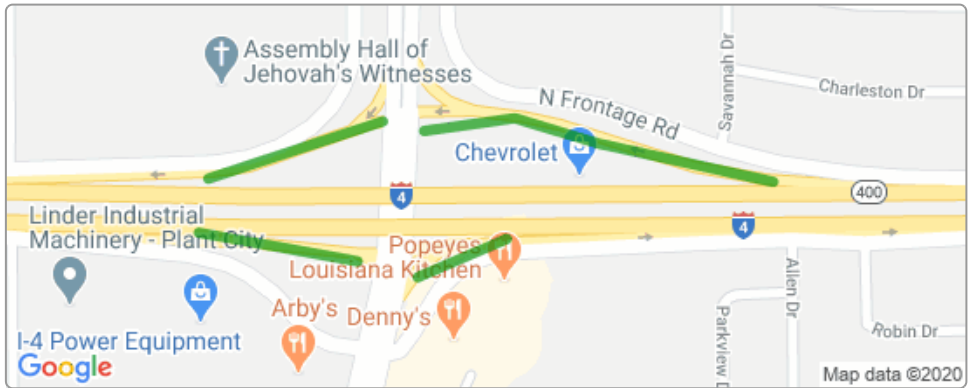 Assembly Hall of
Jehovah's Witnesses
Savannah Dr
Charleston Dr
N Frontage Rd
Chevrolet
4
400
Linder Industrial
Machinery - Plant City
4
Popeyes
Louisiana Kitchen
Allen Dr
Arby's
Denny's
Parkview D
Robin Dr
I-4 Power Equipment
Google
Map data ©2020